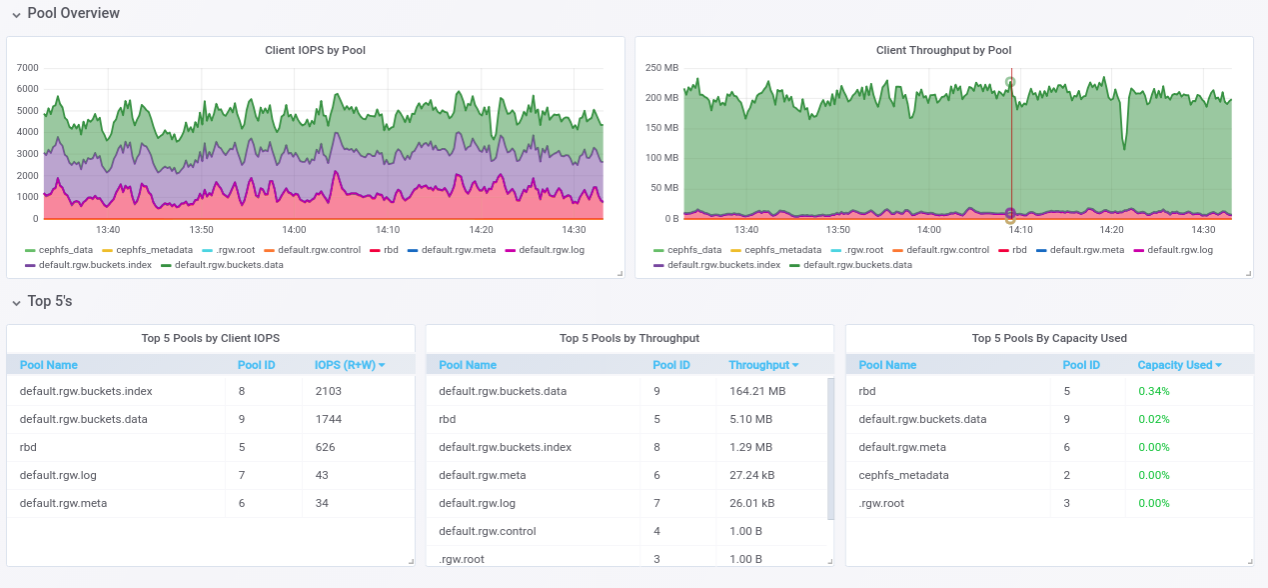 Pool Overview
Client IOPS by Pool
7000
6000
5000
4000
3000
2000
1000
0
13:40 13:50 14:00 14:10 14:20 14:30
cephfs_data cephfs_metadata .rgw.root default.rgw.control rbd default.rgw.meta default.rgw.log
default.rgw.buckets.index default.rgw.buckets.data
Client Throughput by Pool
250 MB
200 MB
150 MB
100 MB
50 MB
0 B
13:40 13:50 14:00 14:10 14:20 14:30
cephfs_data cephfs_metadata .rgw.root default.rgw.control rbd default.rgw.meta default.rgw.log
default.rgw.buckets.index default.rgw.buckets.data
Top 5's
Top 5 Pools by Client IOPS
Pool Name Pool ID IOPS (R+W)
default.rgw.buckets.index 8 2103
default.rgw.buckets.data 9 1744
rbd 5 626
default.rgw.log 7 43
default.rgw.meta 6 34
Top 5 Pools by Throughput
Pool Name Pool ID Throughput
default.rgw.buckets.data 9 164.21 MB
rbd 5 5.10 MB
default.rgw.buckets.index 8 1.29 MB
default.rgw.meta 6 27.24 kB
default.rgw.log 7 26.01 kB
default.rgw.control 4 1.00 B
.rgw.root 3 1.00 B
Top 5 Pools By Capacity Used
Pool Name Pool ID Capacity Used
rbd 5 0.34%
default.rgw.buckets.data 9 0.02%
default.rgw.meta 6 0.00%
cephfs_metadata 2 0.00%
.rgw.root 3 0.00%